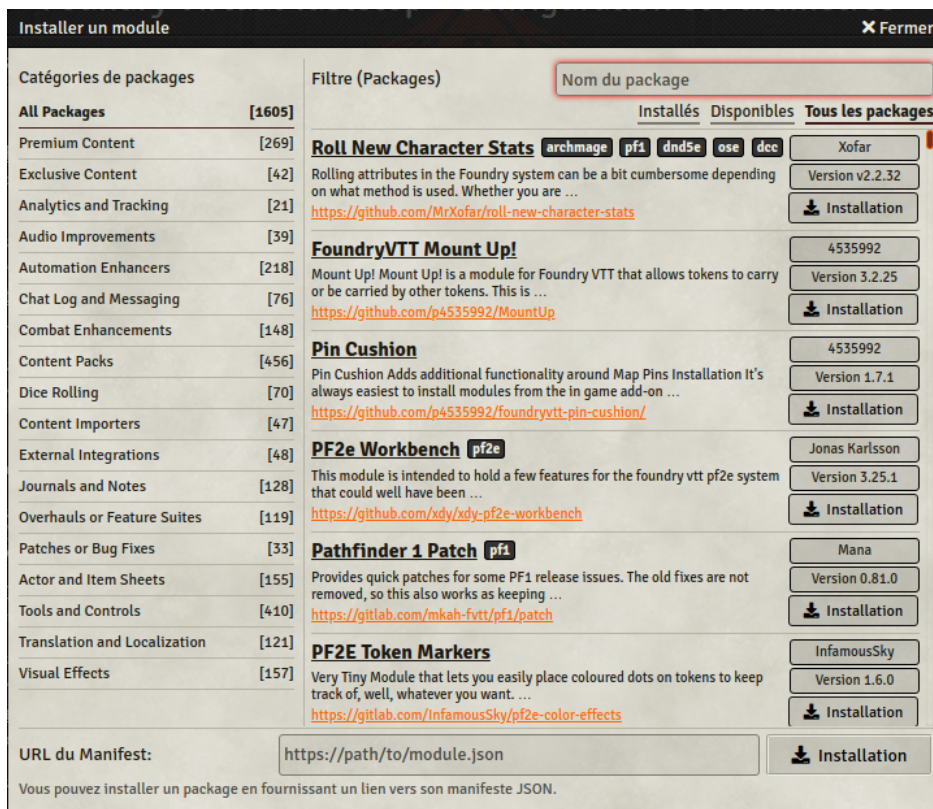 Installer un module
Fermer
Catégories de packages
All Packages [1605]
Premium Content [269]
Exclusive Content [42]
Analytics and Tracking [21]
Audio Improvements [39]
Automation Enhancers [218]
Chat Log and Messaging [76]
Combat Enhancements [148]
Content Packs [456]
Dice Rolling [70]
Content Importers [47]
External Integrations [48]
Journals and Notes [128]
Overhauls or Feature Suites [119]
Patches or Bug Fixes [33]
Actor and Item Sheets [155]
Tools and Controls [410]
Translation and Localization [121]
Visual Effects [157]
Filtre (Packages) Nom du package
Installés Disponibles Tous les packages
Roll New Character Stats archmage pf1 dnd5e ose dcc
Rolling attributes in the Foundry system can be a bit cumbersome depending
on what method is used. Whether you are ...
https://github.com/MrXofar/roll-new-character-stats
Xofar
Version v2.2.32
Installation
FoundryVTT Mount Up!
Mount Up! Mount Up! is a module for Foundry VTT that allows tokens to carry
or be carried by other tokens. This is ...
https://github.com/p4535992/MountUp
4535992
Version 3.2.25
Installation
Pin Cushion
Pin Cushion Adds additional functionality around Map Pins Installation It's
always easiest to install modules from the in game add-on ...
https://github.com/p4535992/foundryvtt-pin-cushion/
4535992
Version 1.7.1
Installation
PF2e Workbench pf2e
This module is intended to hold a few features for the foundry vtt pf2e system
that could well have been ...
https://github.com/xdy/xdy-pf2e-workbench
Jonas Karlsson
Version 3.25.1
Installation
Pathfinder 1 Patch pf1
Provides quick patches for some PF1 release issues. The old fixes are not
removed, so this also works as keeping ...
https://gitlab.com/mkah-fvtt/pf1/patch
Mana
Version 0.81.0
Installation
PF2E Token Markers
Very Tiny Module that lets you easily place coloured dots on tokens to keep
track of, well, whatever you want. ...
https://gitlab.com/InfamousSky/pf2e-color-effects
InfamousSky
Version 1.6.0
Installation
URL du Manifest: https://path/to/module.json Installation
Vous pouvez installer un package en fournissant un lien vers son manifeste JSON.